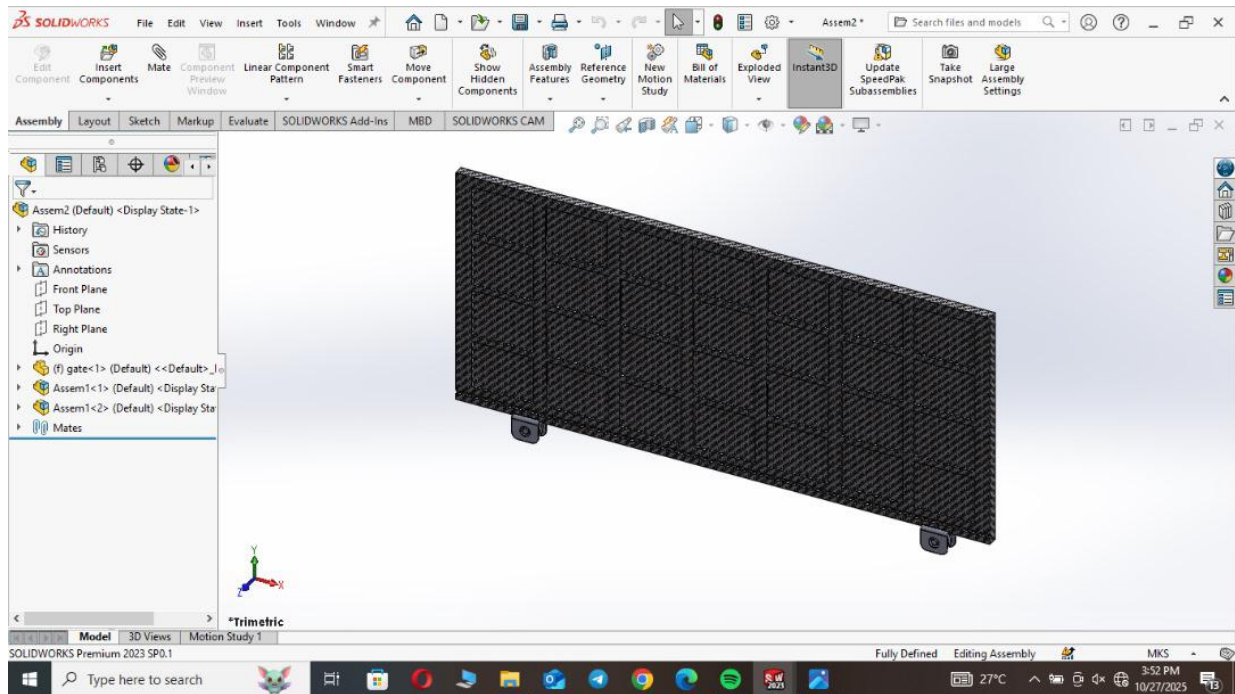 SOLIDWORKS File Edit View Insert Tools Window Assem2 * Search files and models
Edit Component
Insert Components
Mate
Component Preview Window
Linear Component Pattern
Smart Fasteners
Move Component
Show Hidden Components
Assembly Features
Reference Geometry
New Motion Study
Bill of Materials
Exploded View
Instant3D
Update SpeedPak Subassemblies
Take Snapshot
Large Assembly Settings
Assembly Layout Sketch Markup Evaluate SOLIDWORKS Add-Ins MBD SOLIDWORKS CAM
Assem2 (Default) <Display State-1>
History
Sensors
Annotations
Front Plane
Top Plane
Right Plane
Origin
(f) gate<1> (Default) <<Default>_
Assem1<1> (Default) <Display Sta
Assem1<2> (Default) <Display Sta
Mates
Y
X
Z
*Trimetric
Model 3D Views Motion Study 1
SOLIDWORKS Premium 2023 SP0.1 Fully Defined Editing Assembly MKS
Type here to search 27°C 3:52 PM
10/27/2025